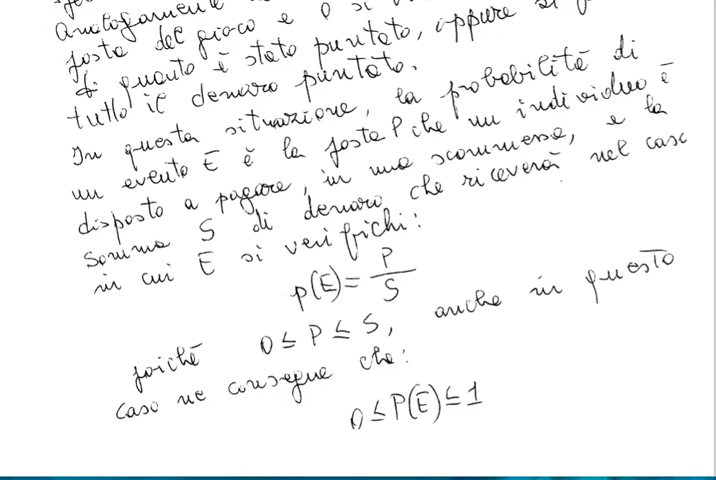 Analogamente
posta del gioco e P si
di quanto è stato puntato, oppure si
tutto il denaro puntato.
In questa situazione, la probabilità di
un evento E è la posta P che un individuo è
disposto a pagare, in una scommessa, e la
somma S di denaro che riceverà nel caso
in cui E si verifichi:
p(E)= P/S
poiché 0≤ P ≤ S, anche in questo
caso ne consegue che:
0≤P(E)≤1